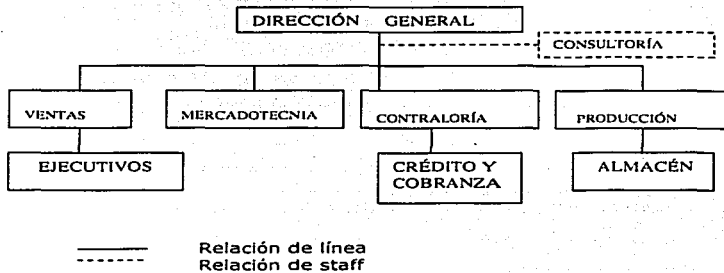 DIRECCIÓN GENERAL
CONSULTORÍA
VENTAS
MERCADOTECNIA
CONTRALORÍA
PRODUCCIÓN
EJECUTIVOS
CRÉDITO Y
COBRANZA
ALMACÉN
Relación de línea
Relación de staff